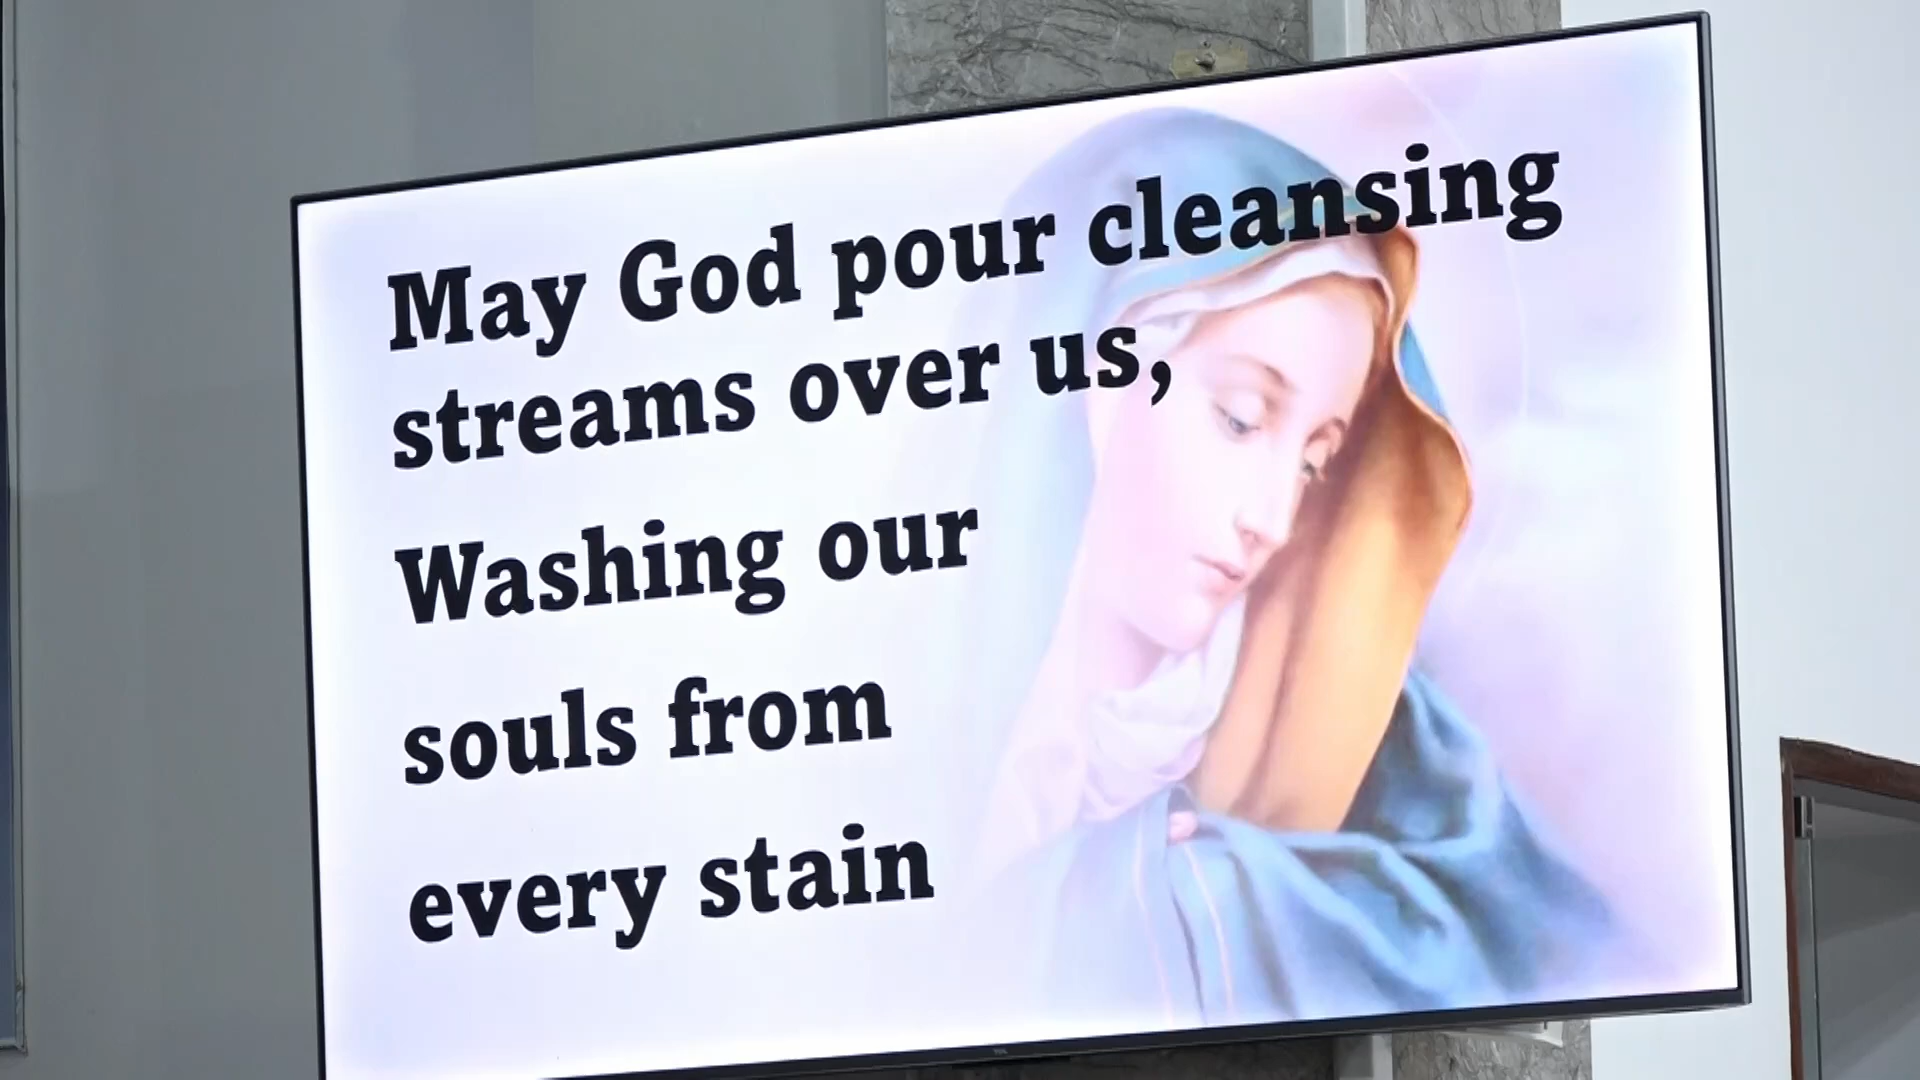 May God pour cleansing
streams over us,
Washing our
souls from
every stain